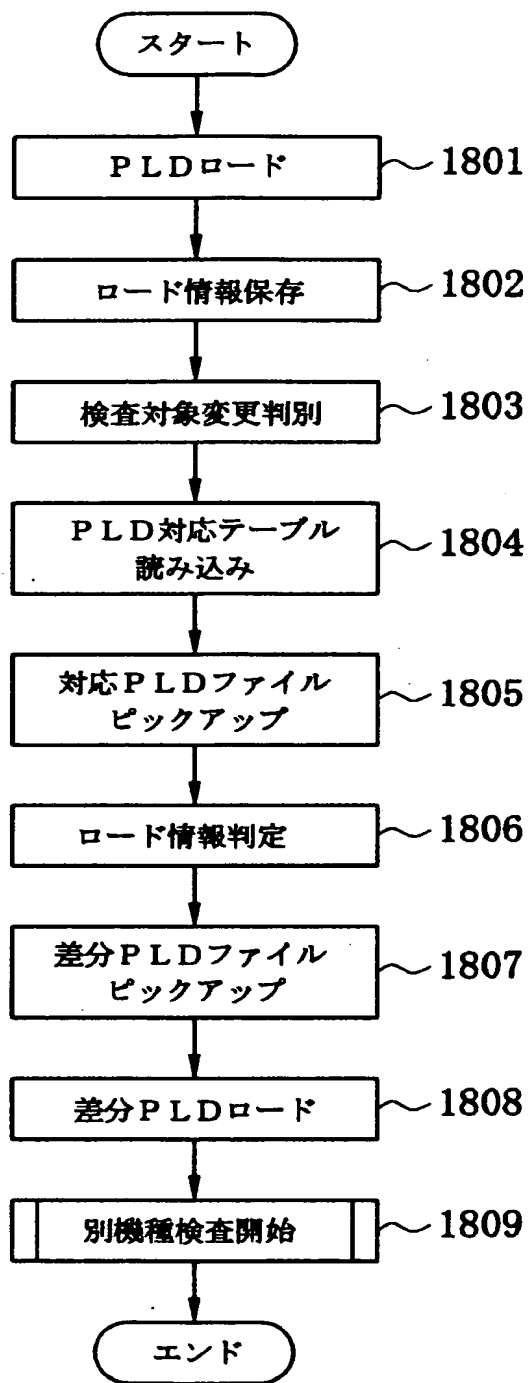 スタート
PLDロード
1801
ロード情報保存
1802
検査対象変更判別
1803
PLD対応テーブル
読み込み
1804
対応PLDファイル
ピックアップ
1805
ロード情報判定
1806
差分PLDファイル
ピックアップ
1807
差分PLDロード
1808
別機種検査開始
1809
エンド